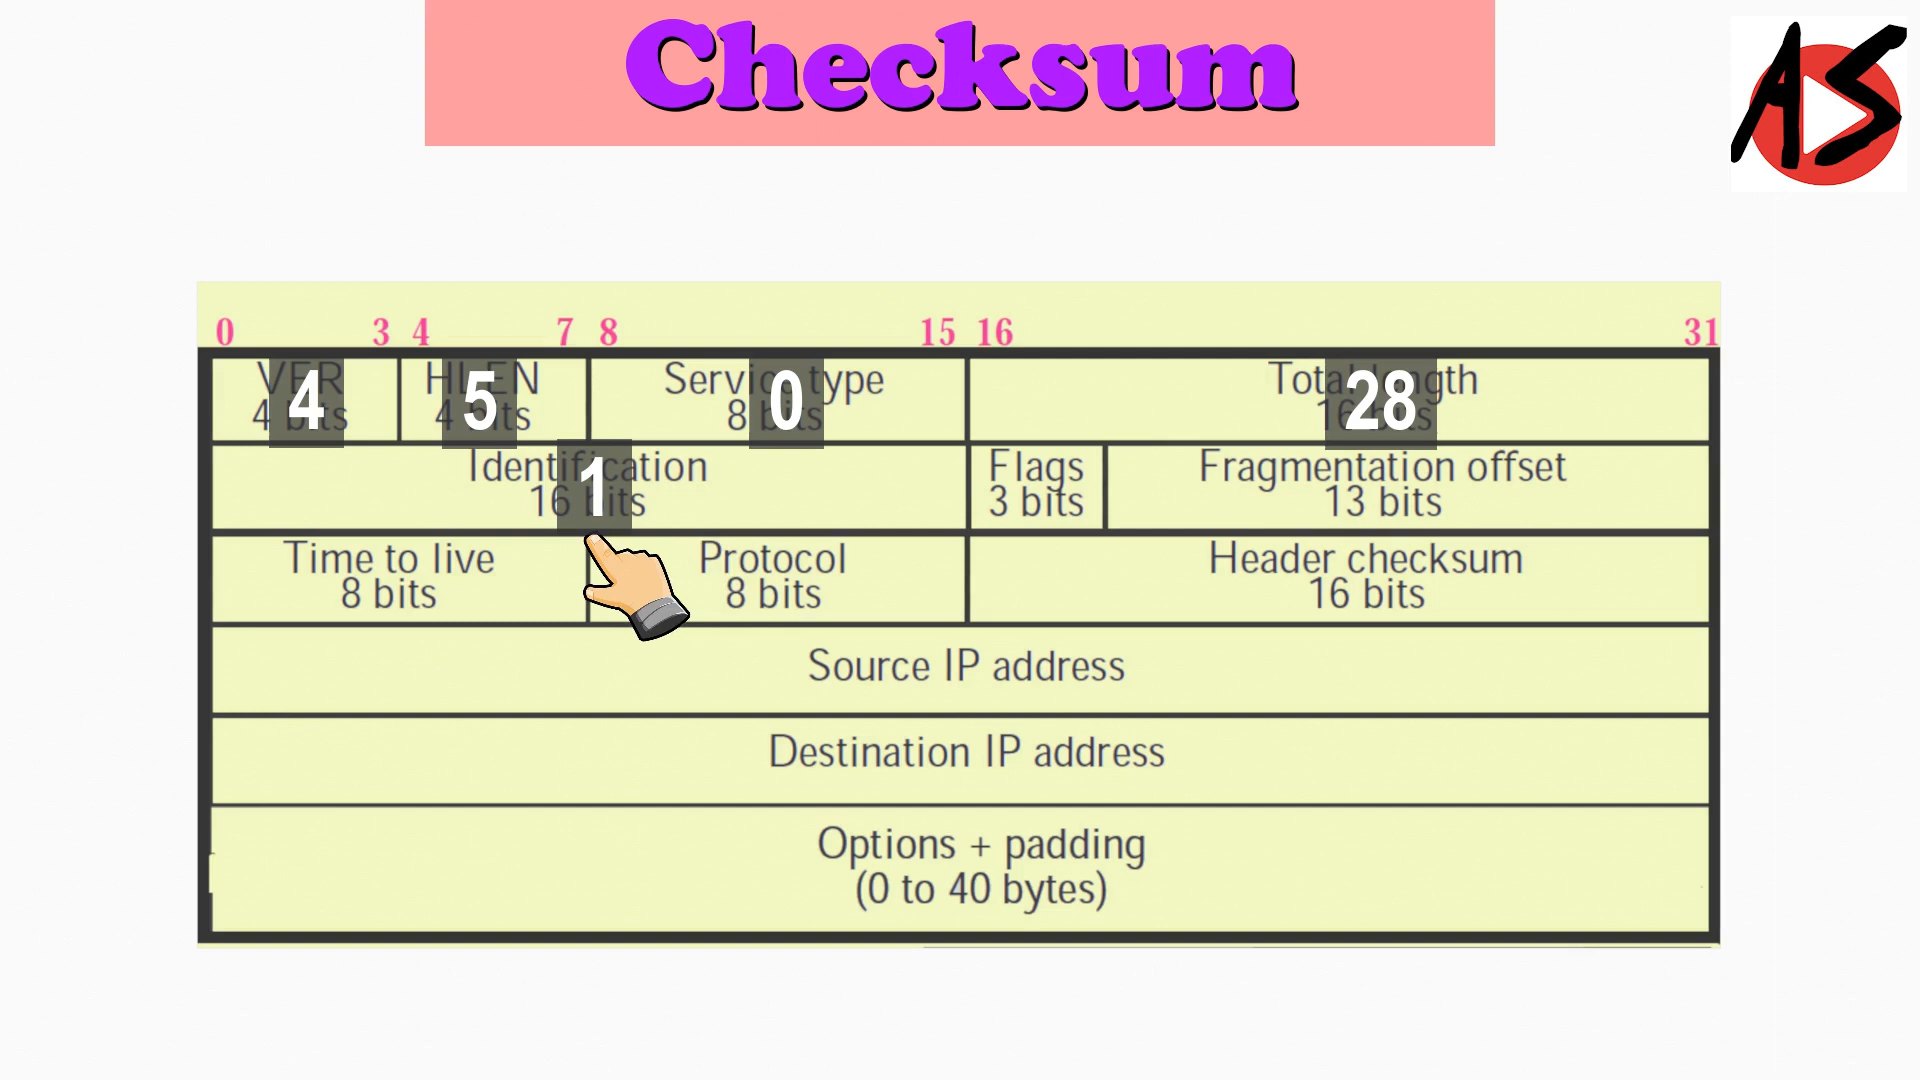 Checksum
AS
0 3 4 7 8 15 16 31
VER HLEN Service type Total length
4 bits 4 bits 8 bits 16 bits
4 5 0 28
Identification Flags Fragmentation offset
16 bits 3 bits 13 bits
1
Time to live Protocol Header checksum
8 bits 8 bits 16 bits
Source IP address
Destination IP address
Options + padding
(0 to 40 bytes)